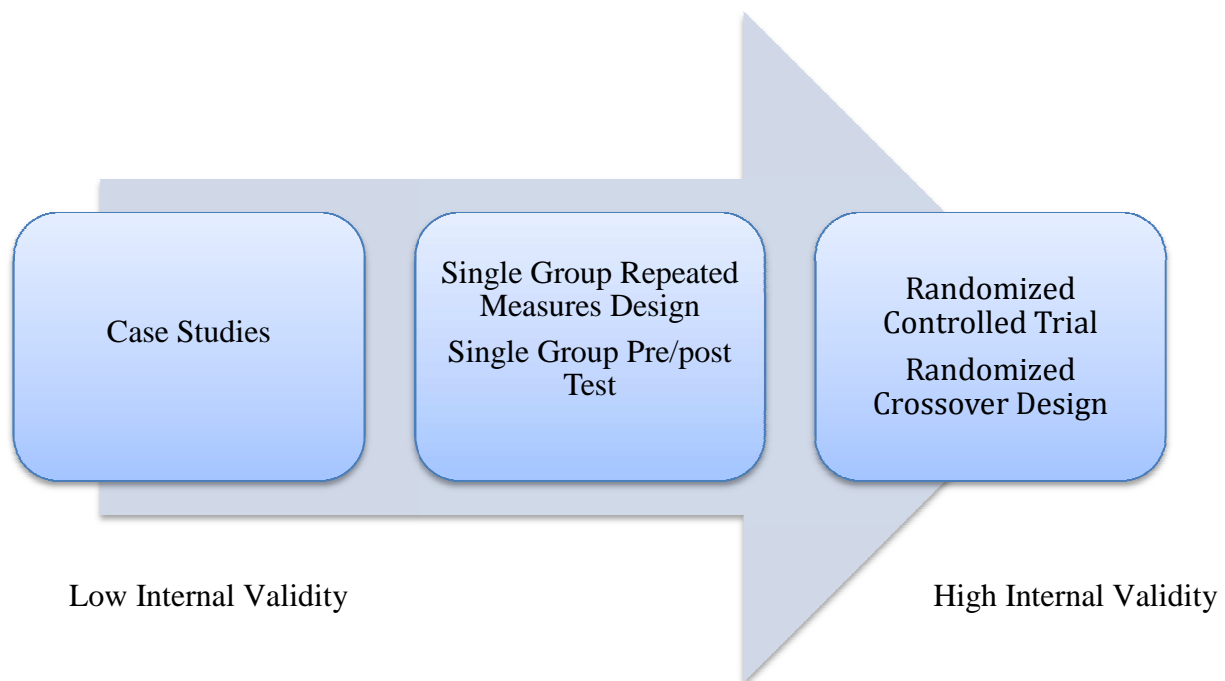 Case Studies
Single Group Repeated
Measures Design
Single Group Pre/post
Test
Randomized
Controlled Trial
Randomized
Crossover Design
Low Internal Validity
High Internal Validity